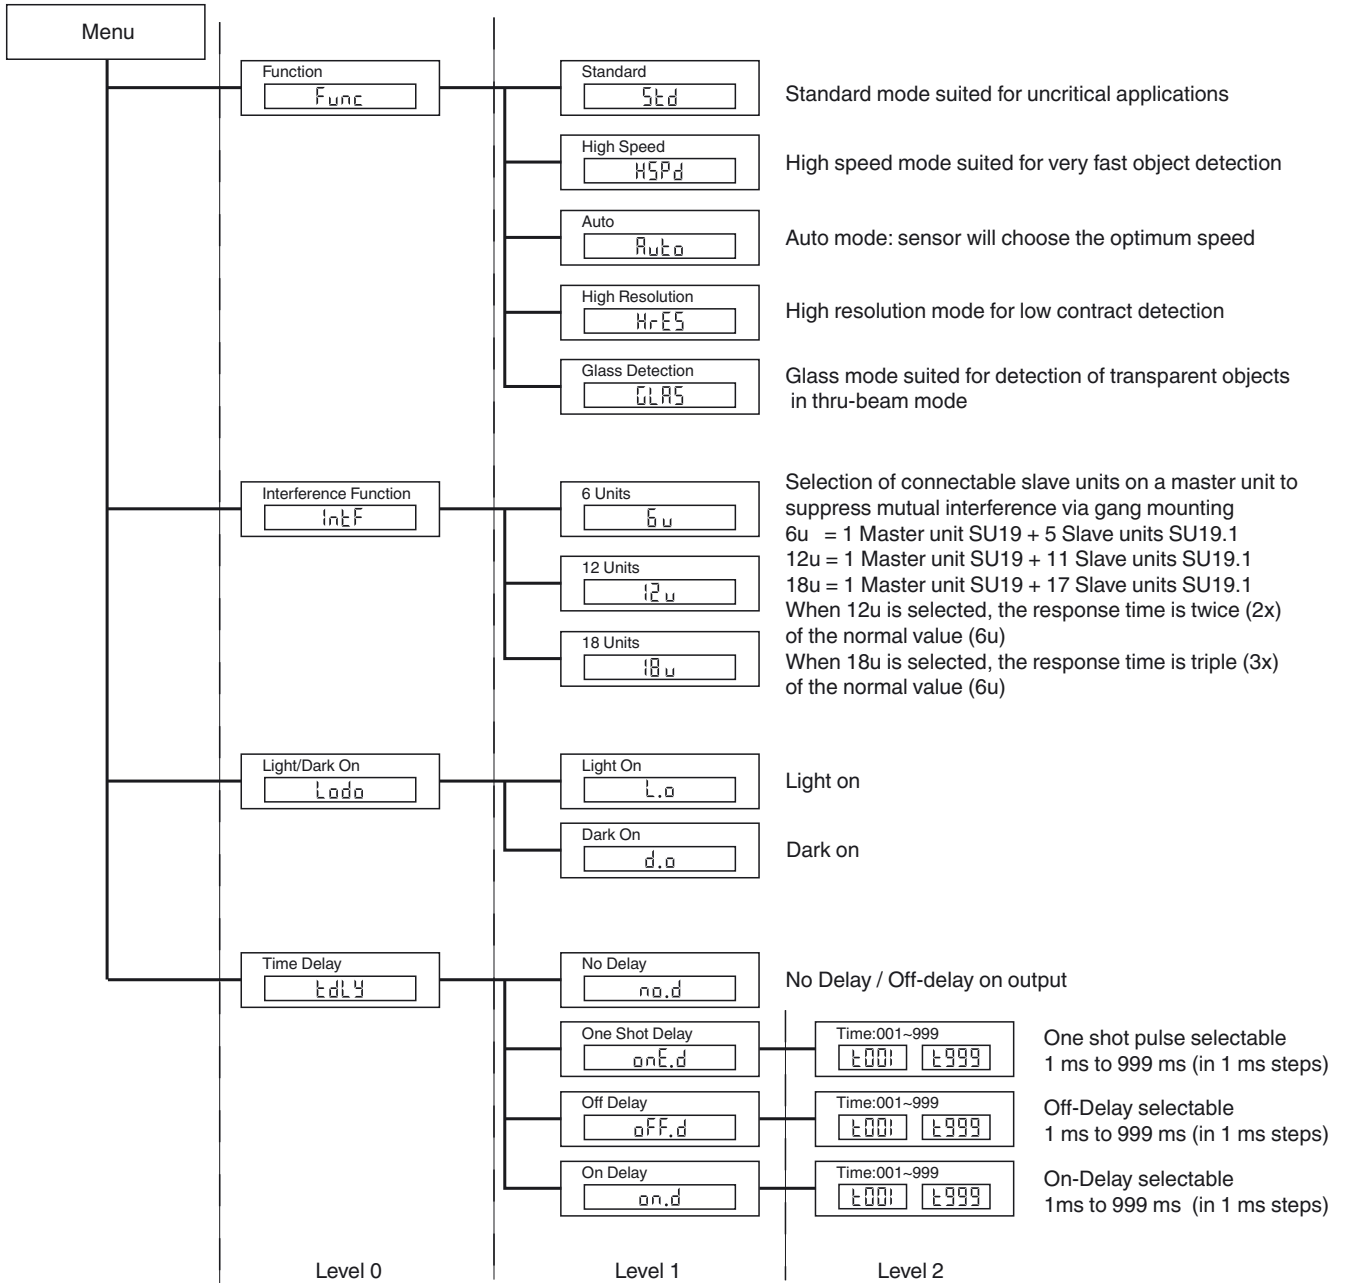 Menu
Function
Func
Standard
Std
Standard mode suited for uncritical applications
High Speed
HSPd
High speed mode suited for very fast object detection
Auto
Auto
Auto mode: sensor will choose the optimum speed
High Resolution
HrES
High resolution mode for low contract detection
Glass Detection
GLAS
Glass mode suited for detection of transparent objects
in thru-beam mode
Interference Function
IntF
6 Units
6u
12 Units
12u
18 Units
18u
Selection of connectable slave units on a master unit to
suppress mutual interference via gang mounting
6u = 1 Master unit SU19 + 5 Slave units SU19.1
12u = 1 Master unit SU19 + 11 Slave units SU19.1
18u = 1 Master unit SU19 + 17 Slave units SU19.1
When 12u is selected, the response time is twice (2x)
of the normal value (6u)
When 18u is selected, the response time is triple (3x)
of the normal value (6u)
Light/Dark On
Lodo
Light On
L.o
Light on
Dark On
d.o
Dark on
Time Delay
tdLY
No Delay
no.d
No Delay / Off-delay on output
One Shot Delay
onE.d
Time:001~999
t001 t999
One shot pulse selectable
1 ms to 999 ms (in 1 ms steps)
Off Delay
oFF.d
Time:001~999
t001 t999
Off-Delay selectable
1 ms to 999 ms (in 1 ms steps)
On Delay
on.d
Time:001~999
t001 t999
On-Delay selectable
1ms to 999 ms (in 1 ms steps)
Level 0
Level 1
Level 2